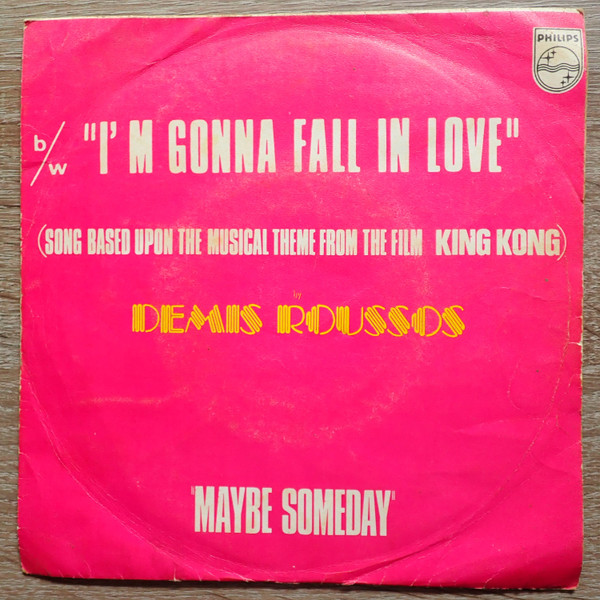 PHILIPS
b/w "I'M GONNA FALL IN LOVE"
(SONG BASED UPON THE MUSICAL THEME FROM THE FILM KING KONG)
by
DEMIS ROUSSOS
"MAYBE SOMEDAY"